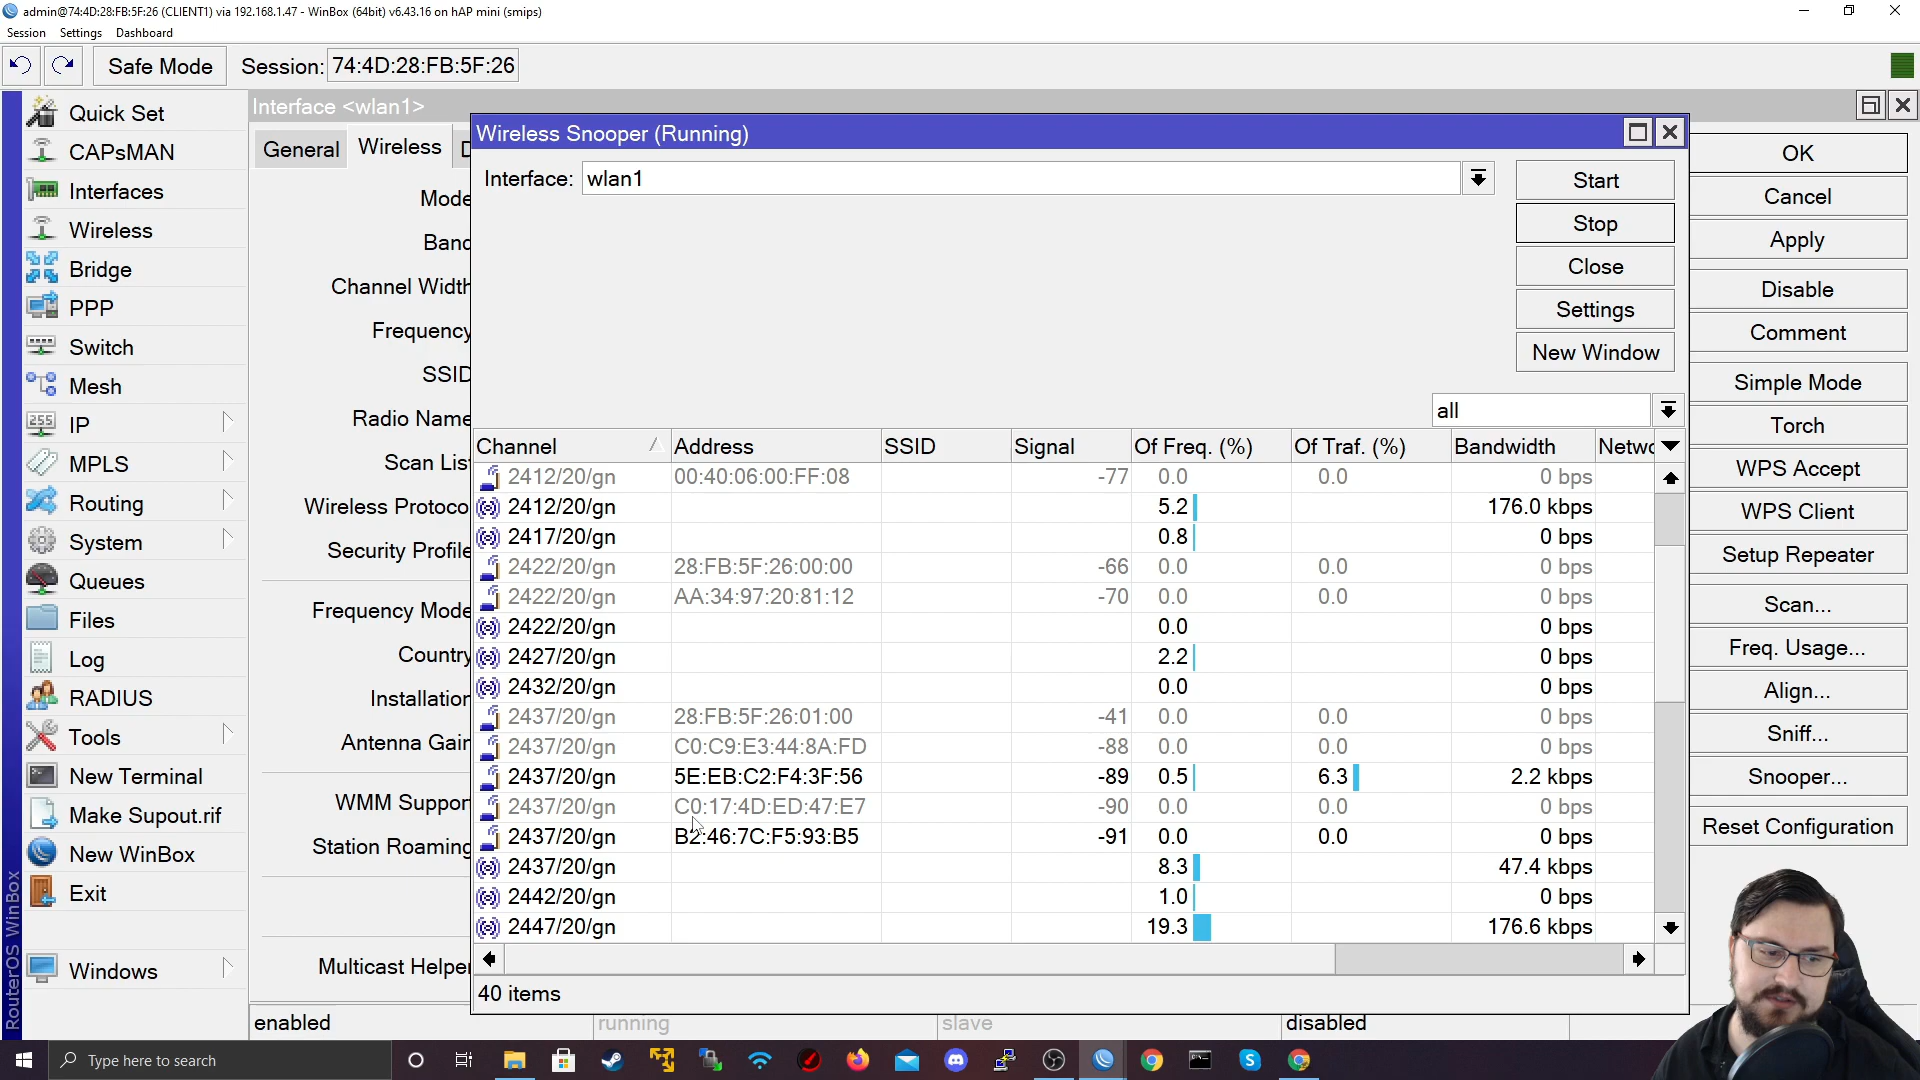 admin@74:4D:28:FB:5F:26 (CLIENT1) via 192.168.1.47 - WinBox (64bit) v6.43.16 on hAP mini (smips)
Session Settings Dashboard
Safe Mode Session: 74:4D:28:FB:5F:26
Quick Set
CAPsMAN
Interfaces
Wireless
Bridge
PPP
Switch
Mesh
IP
MPLS
Routing
System
Queues
Files
Log
RADIUS
Tools
New Terminal
Make Supout.rif
New WinBox
Exit
Windows
RouterOS WinBox
Interface <wlan1>
General Wireless
Mode
Band
Channel Width
Frequency
SSID
Radio Name
Scan List
Wireless Protocol
Security Profile
Frequency Mode
Country
Installation
Antenna Gain
WMM Support
Station Roaming
Multicast Helper
enabled running slave disabled
Wireless Snooper (Running)
Interface: wlan1
Start
Stop
Close
Settings
New Window
all
Channel Address SSID Signal Of Freq. (%) Of Traf. (%) Bandwidth Netwo
2412/20/gn 00:40:06:00:FF:08 -77 0.0 0.0 0 bps
2412/20/gn 5.2 176.0 kbps
2417/20/gn 0.8 0 bps
2422/20/gn 28:FB:5F:26:00:00 -66 0.0 0.0 0 bps
2422/20/gn AA:34:97:20:81:12 -70 0.0 0.0 0 bps
2422/20/gn 0.0 0 bps
2427/20/gn 2.2 0 bps
2432/20/gn 0.0 0 bps
2437/20/gn 28:FB:5F:26:01:00 -41 0.0 0.0 0 bps
2437/20/gn C0:C9:E3:44:8A:FD -88 0.0 0.0 0 bps
2437/20/gn 5E:EB:C2:F4:3F:56 -89 0.5 6.3 2.2 kbps
2437/20/gn C0:17:4D:ED:47:E7 -90 0.0 0.0 0 bps
2437/20/gn B2:46:7C:F5:93:B5 -91 0.0 0.0 0 bps
2437/20/gn 8.3 47.4 kbps
2442/20/gn 1.0 0 bps
2447/20/gn 19.3 176.6 kbps
40 items
OK
Cancel
Apply
Disable
Comment
Simple Mode
Torch
WPS Accept
WPS Client
Setup Repeater
Scan...
Freq. Usage...
Align...
Sniff...
Snooper...
Reset Configuration
Type here to search